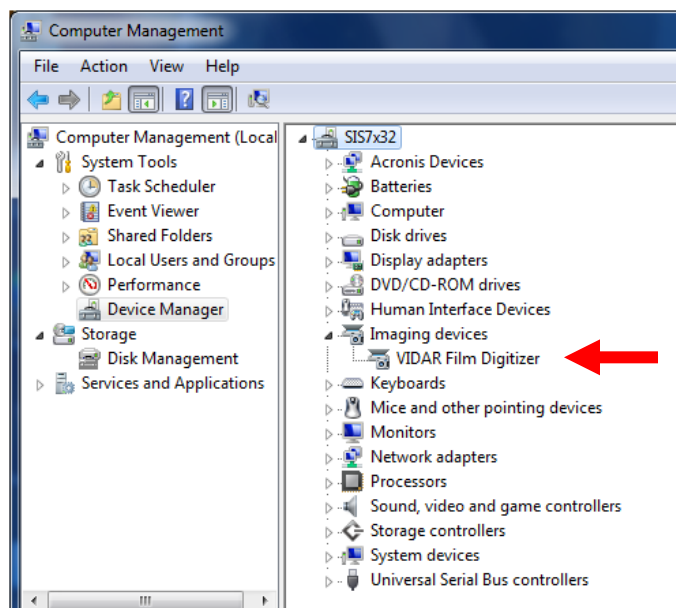 Computer Management
File Action View Help
Computer Management (Local
System Tools
Task Scheduler
Event Viewer
Shared Folders
Local Users and Groups
Performance
Device Manager
Storage
Disk Management
Services and Applications
SIS7x32
Acronis Devices
Batteries
Computer
Disk drives
Display adapters
DVD/CD-ROM drives
Human Interface Devices
Imaging devices
VIDAR Film Digitizer
Keyboards
Mice and other pointing devices
Monitors
Network adapters
Processors
Sound, video and game controllers
Storage controllers
System devices
Universal Serial Bus controllers